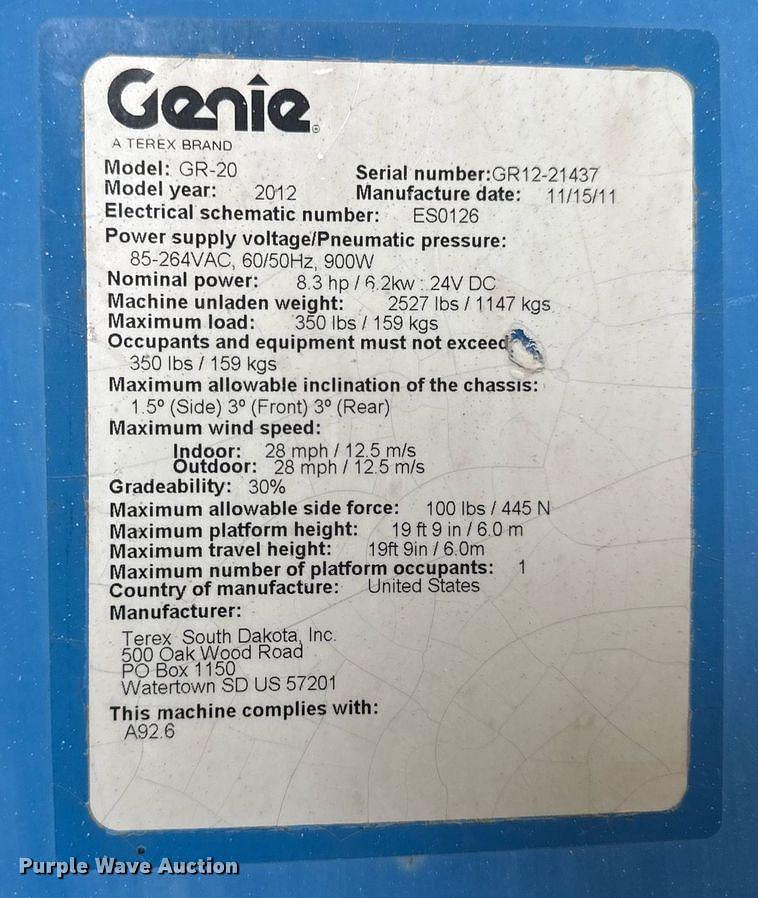 Genie®
A TEREX BRAND
Model: GR-20 Serial number:GR12-21437
Model year: 2012 Manufacture date: 11/15/11
Electrical schematic number: ES0126
Power supply voltage/Pneumatic pressure:
85-264VAC, 60/50Hz, 900W
Nominal power: 8.3 hp / 6.2kw : 24V DC
Machine unladen weight: 2527 lbs / 1147 kgs
Maximum load: 350 lbs / 159 kgs
Occupants and equipment must not exceed
350 lbs / 159 kgs
Maximum allowable inclination of the chassis:
1.5º (Side) 3º (Front) 3º (Rear)
Maximum wind speed:
Indoor: 28 mph / 12.5 m/s
Outdoor: 28 mph / 12.5 m/s
Gradeability: 30%
Maximum allowable side force: 100 lbs / 445 N
Maximum platform height: 19 ft 9 in / 6.0 m
Maximum travel height: 19ft 9in / 6.0m
Maximum number of platform occupants: 1
Country of manufacture: United States
Manufacturer:
Terex South Dakota, Inc.
500 Oak Wood Road
PO Box 1150
Watertown SD US 57201
This machine complies with:
A92.6
Purple Wave Auction